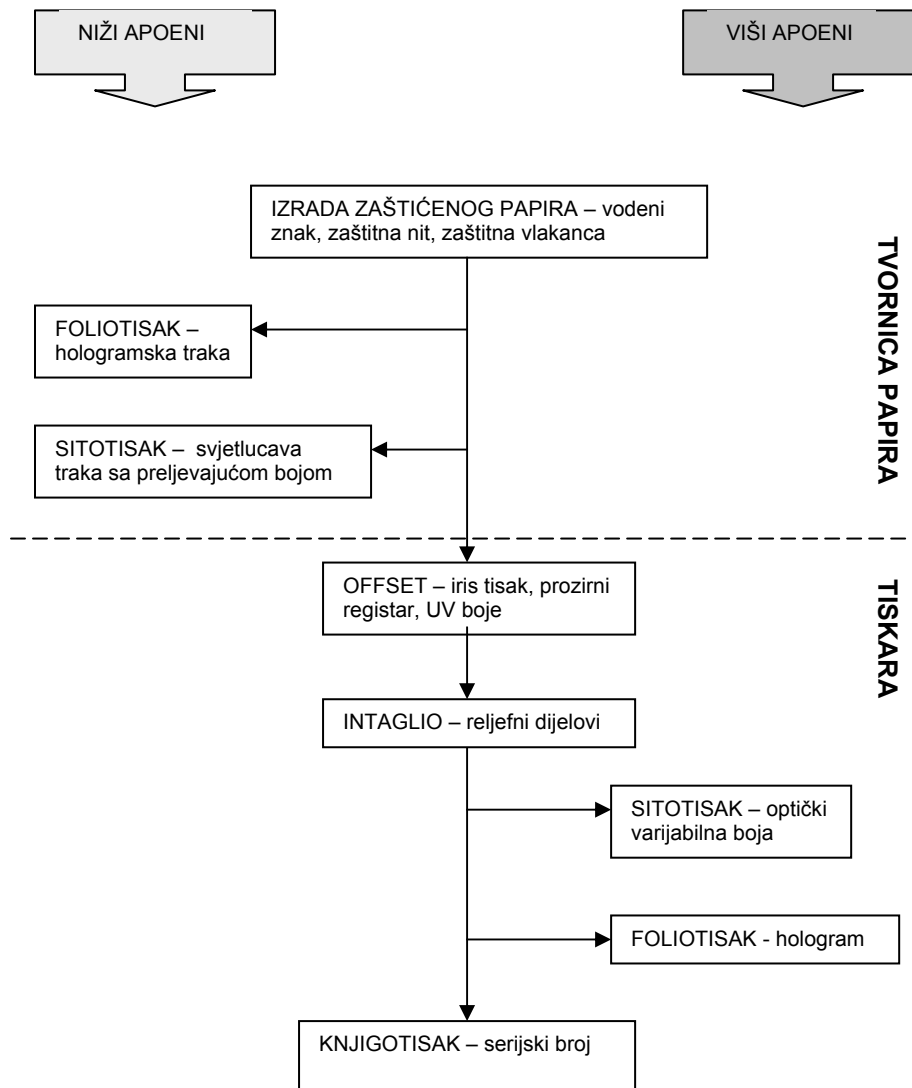 NIŽI APOENI
VIŠI APOENI
IZRADA ZAŠTIĆENOG PAPIRA – vodeni
znak, zaštitna nit, zaštitna vlakanca
TVORNICA PAPIRA
FOLIOTISAK –
hologramska traka
SITOTISAK – svjetlucava
traka sa preljevajućom bojom
OFFSET – iris tisak, prozirni
registar, UV boje
TISKARA
INTAGLIO – reljefni dijelovi
SITOTISAK – optički
varijabilna boja
FOLIOTISAK - hologram
KNJIGOTISAK – serijski broj